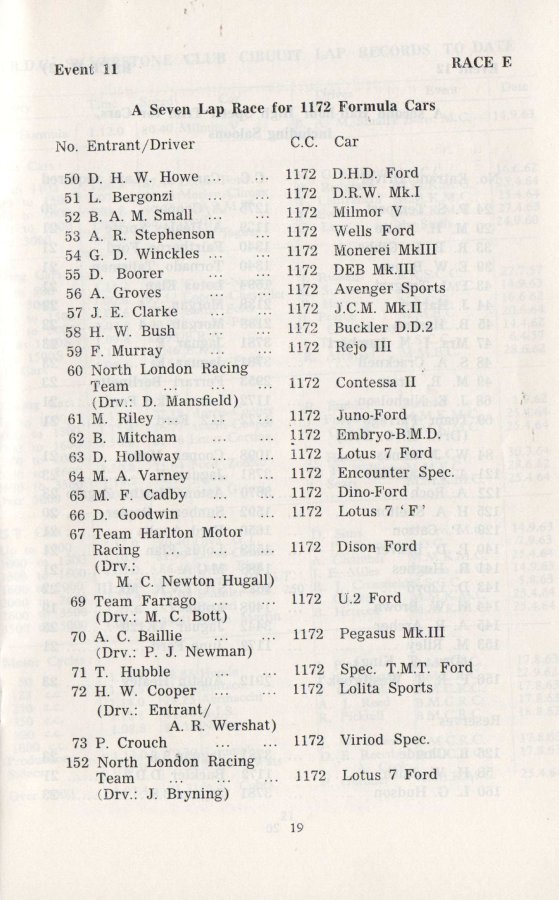 Event 11 RACE E
A Seven Lap Race for 1172 Formula Cars
No. Entrant/Driver C.C. Car
50 D. H. W. Howe ... ... 1172 D.H.D. Ford
51 L. Bergonzi ... ... 1172 D.R.W. Mk.I
52 B. A. M. Small ... ... 1172 Milmor V
53 A. R. Stephenson ... 1172 Wells Ford
54 G. D. Winckles ... ... 1172 Monerei MkIII
55 D. Boorer ... ... 1172 DEB Mk.III
56 A. Groves ... ... 1172 Avenger Sports
57 J. E. Clarke ... ... 1172 J.C.M. Mk.II
58 H. W. Bush ... ... 1172 Buckler D.D.2
59 F. Murray ... ... 1172 Rejo III
60 North London Racing
Team ... ... 1172 Contessa II
(Drv.: D. Mansfield)
61 M. Riley ... ... 1172 Juno-Ford
62 B. Mitcham ... ... 1172 Embryo-B.M.D.
63 D. Holloway ... ... 1172 Lotus 7 Ford
64 M. A. Varney ... ... 1172 Encounter Spec.
65 M. F. Cadby ... ... 1172 Dino-Ford
66 D. Goodwin ... ... 1172 Lotus 7 'F'
67 Team Harlton Motor
Racing ... ... 1172 Dison Ford
(Drv.:
M. C. Newton Hugall)
69 Team Farrago ... ... 1172 U.2 Ford
(Drv.: M. C. Bott)
70 A. C. Baillie ... ... 1172 Pegasus Mk.III
(Drv.: P. J. Newman)
71 T. Hubble ... ... 1172 Spec. T.M.T. Ford
72 H. W. Cooper ... ... 1172 Lolita Sports
(Drv.: Entrant/
A. R. Wershat)
73 P. Crouch ... ... 1172 Viriod Spec.
152 North London Racing
Team ... ... ... 1172 Lotus 7 Ford
(Drv.: J. Bryning)
19